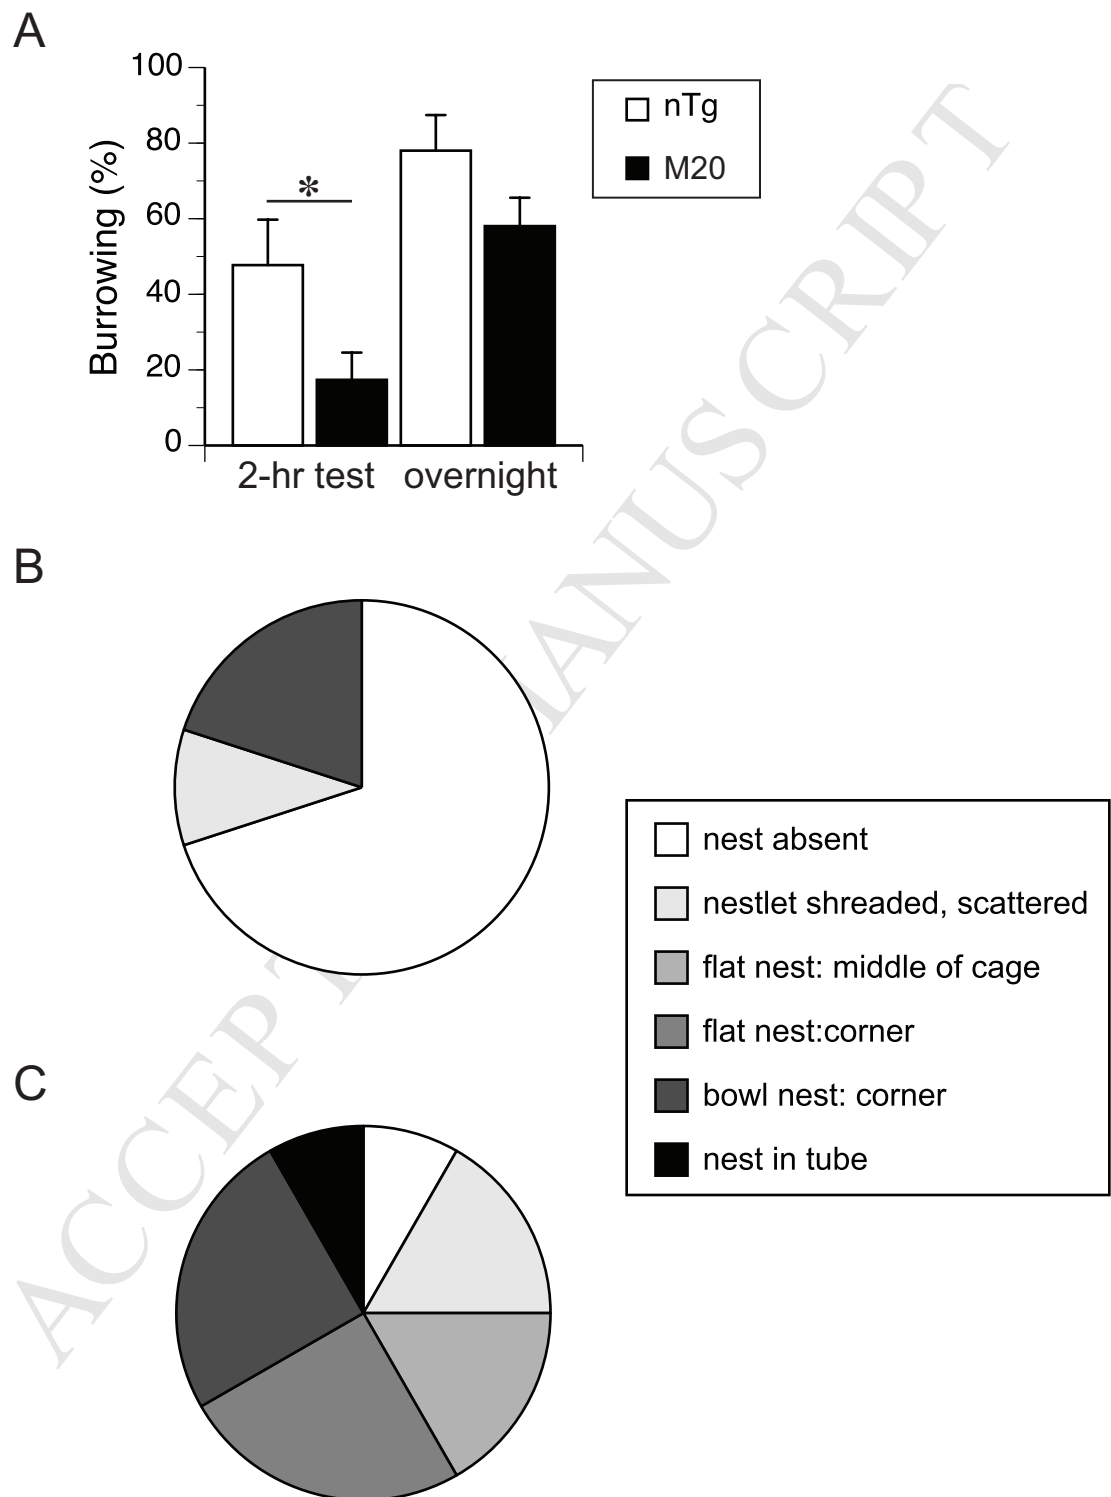 A
100
80
60
40
20
0
Burrowing (%)
*
nTg
M20
2-hr test overnight
B
nest absent
nestlet shreaded, scattered
flat nest: middle of cage
flat nest:corner
bowl nest: corner
nest in tube
C
ACCEPT
MANUSCRIPT